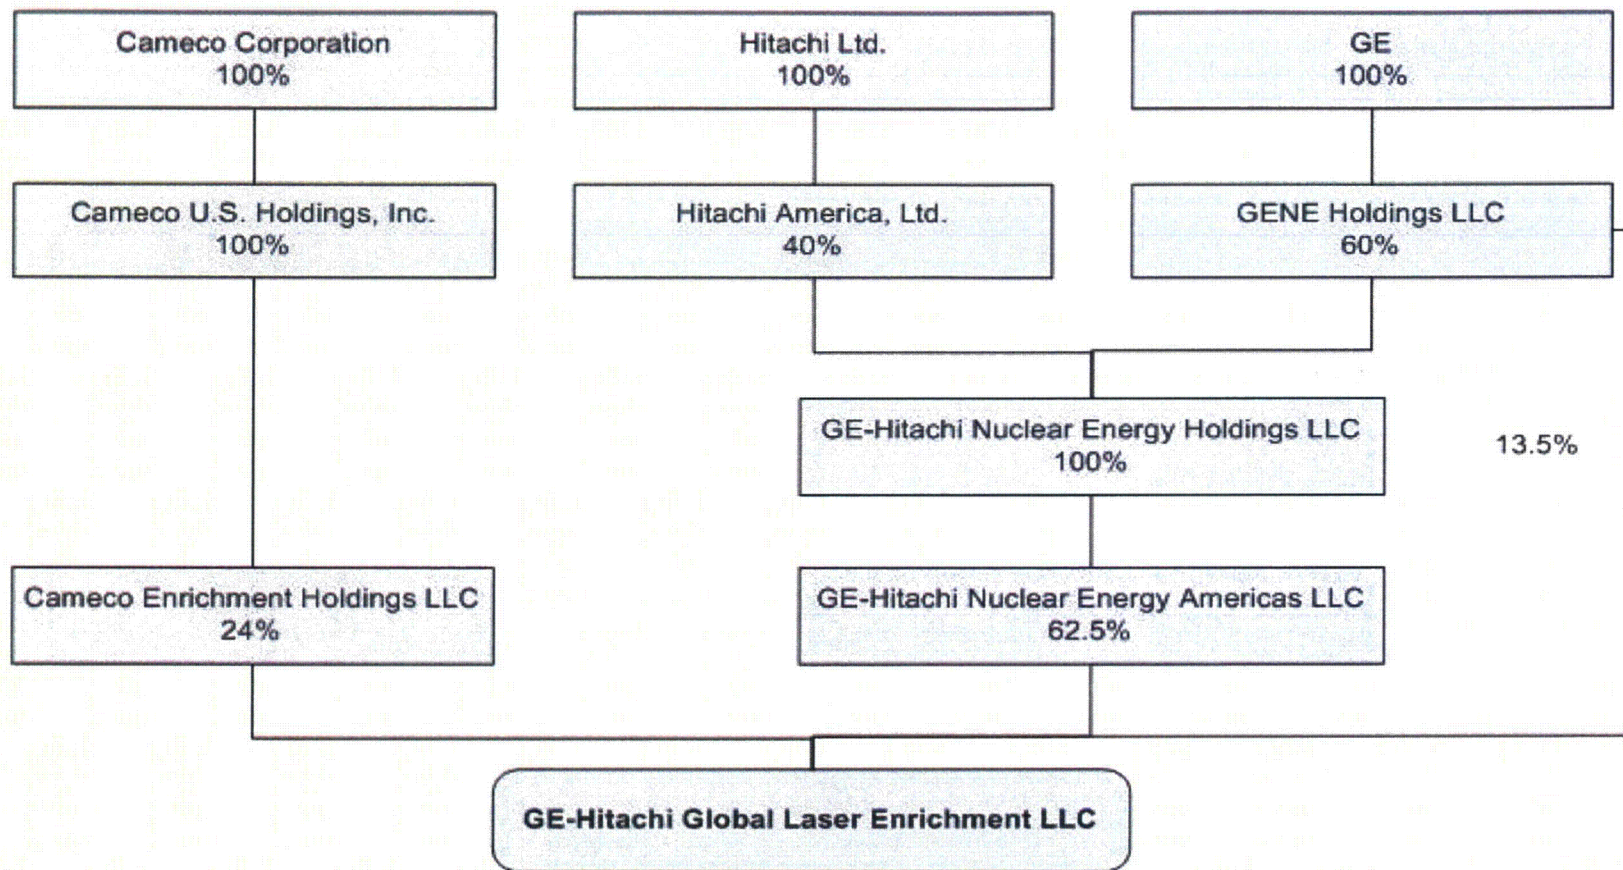 Cameco Corporation
100%
Hitachi Ltd.
100%
GE
100%
Cameco U.S. Holdings, Inc.
100%
Hitachi America, Ltd.
40%
GENE Holdings LLC
60%
GE-Hitachi Nuclear Energy Holdings LLC
100%
13.5%
Cameco Enrichment Holdings LLC
24%
GE-Hitachi Nuclear Energy Americas LLC
62.5%
GE-Hitachi Global Laser Enrichment LLC